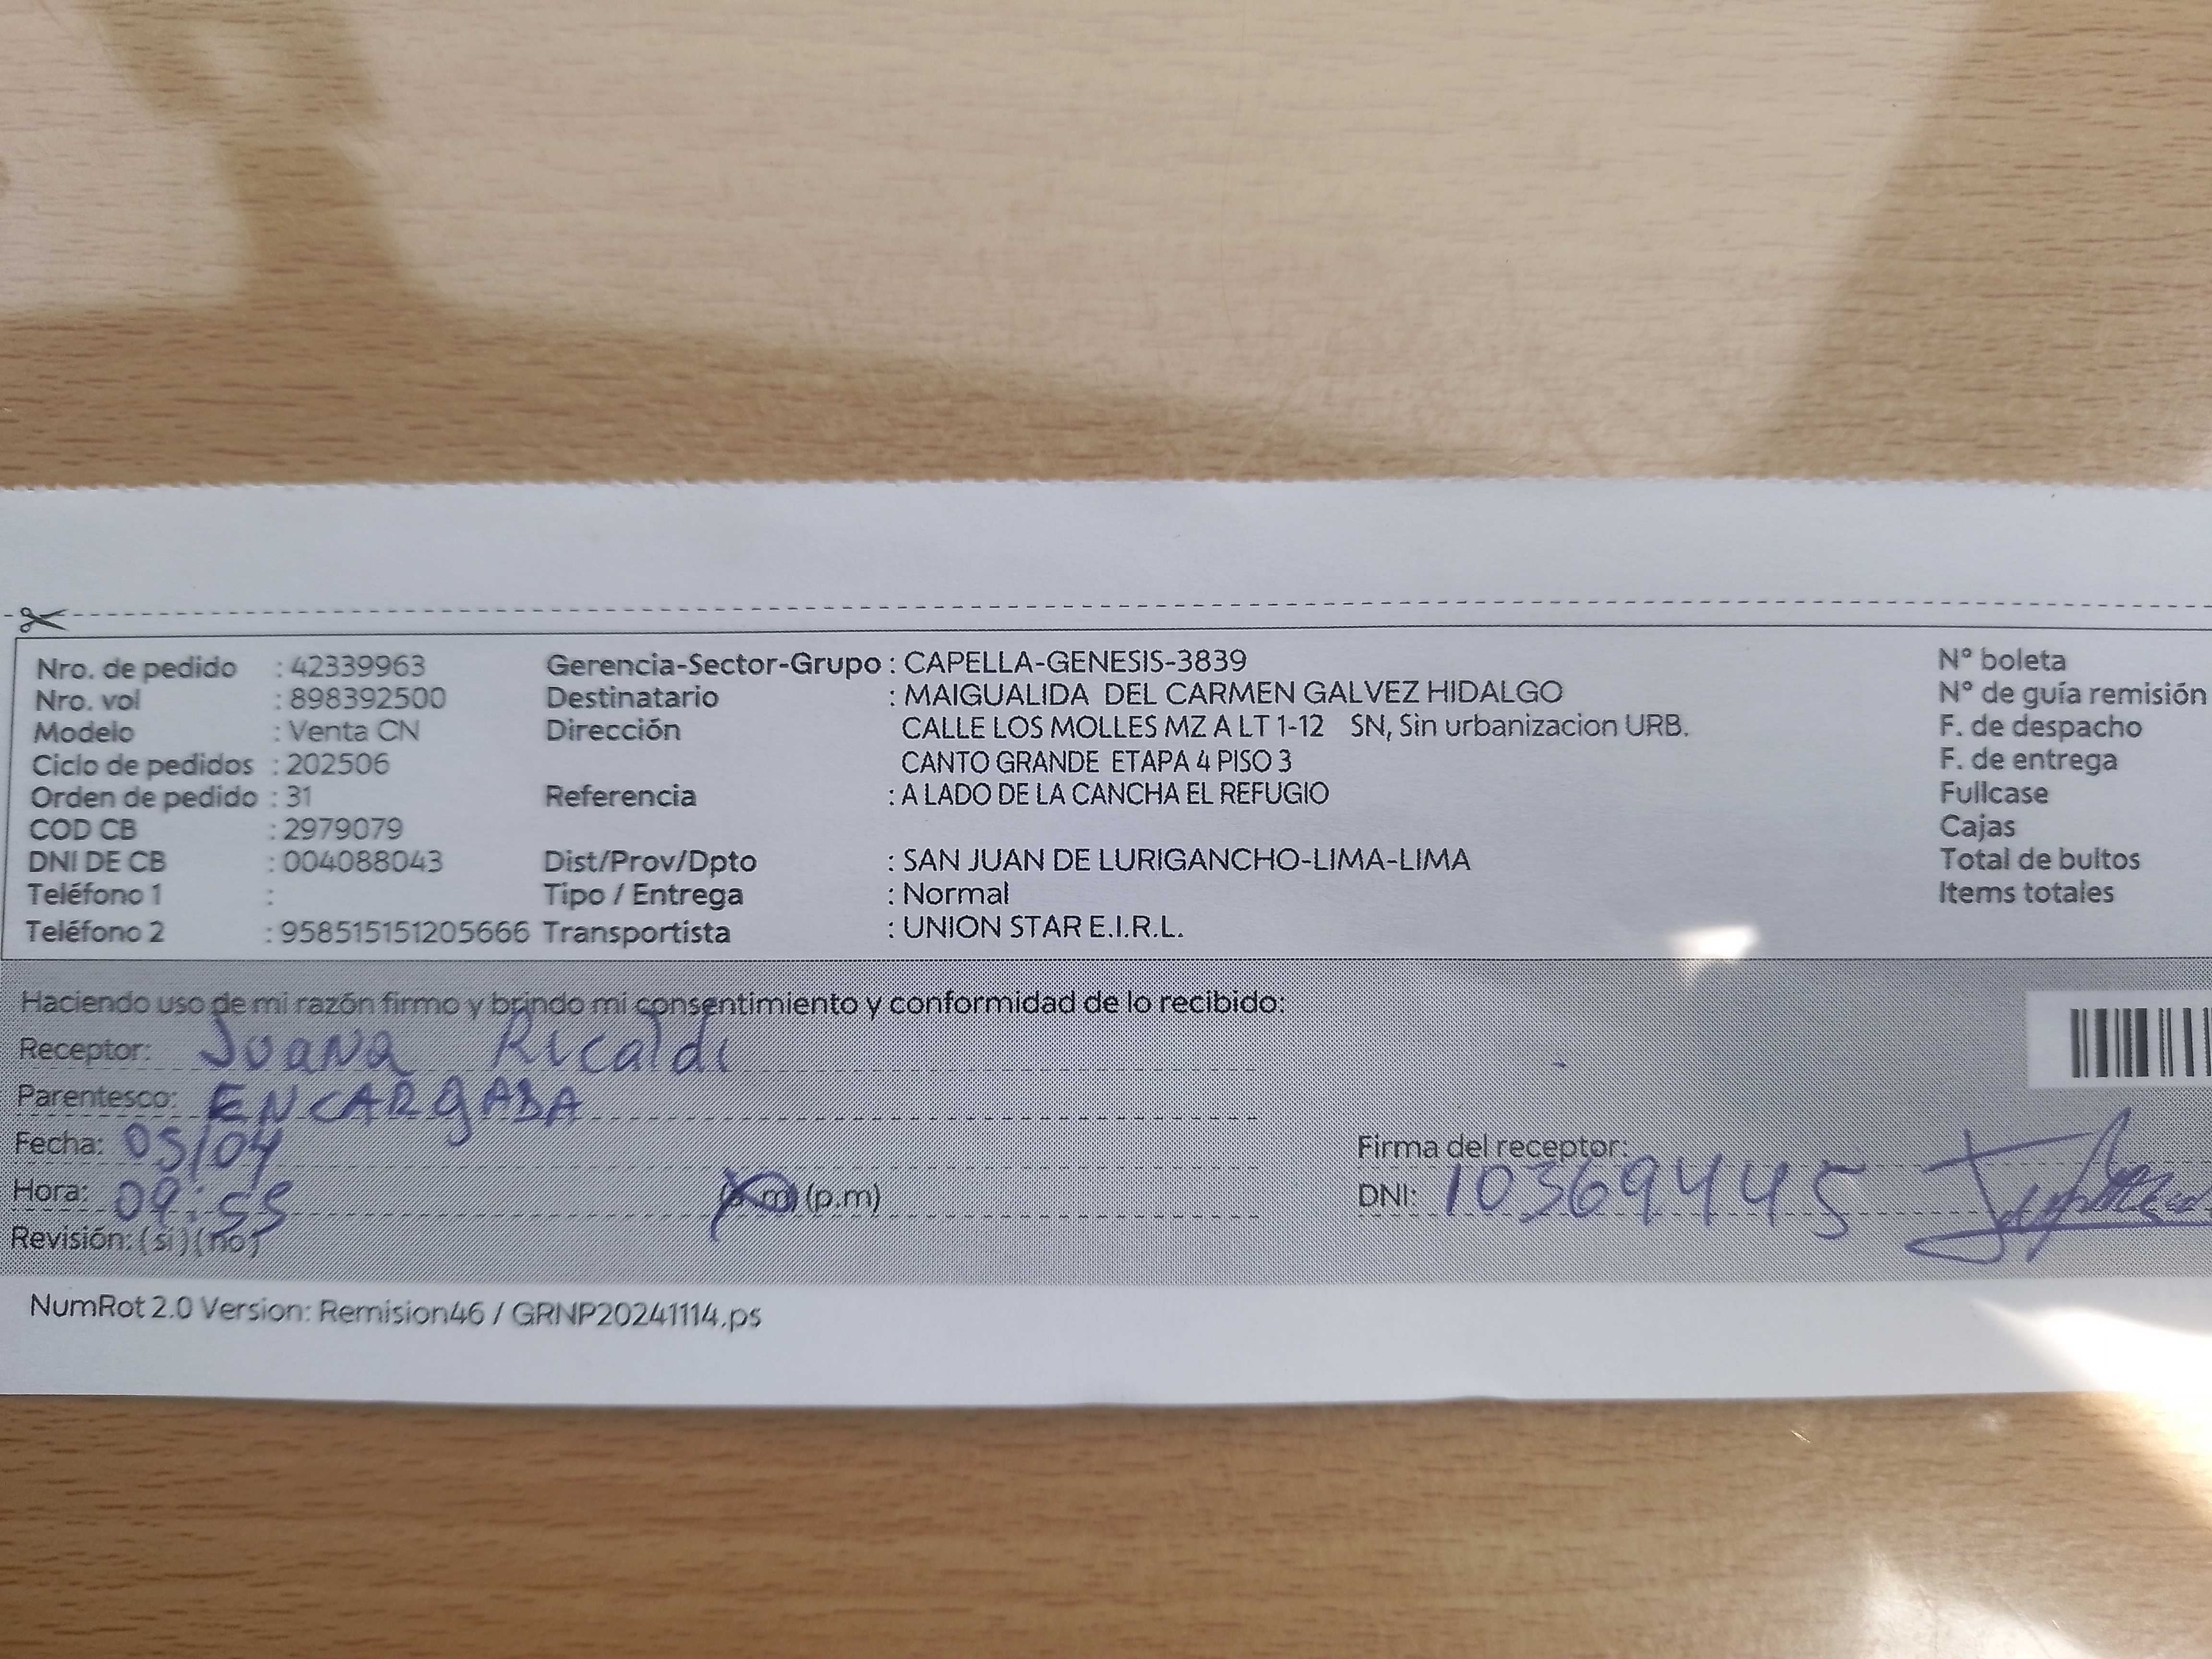 Nro. de pedido : 42339963 Gerencia-Sector-Grupo : CAPELLA-GENESIS-3839 N° boleta
Nro. vol : 898392500 Destinatario : MAIGUALIDA DEL CARMEN GALVEZ HIDALGO N° de guía remisión
Modelo : Venta CN Dirección CALLE LOS MOLLES MZ A LT 1-12 SN, Sin urbanizacion URB. F. de despacho
Ciclo de pedidos : 202506 CANTO GRANDE ETAPA 4 PISO 3 F. de entrega
Orden de pedido : 31 Referencia : A LADO DE LA CANCHA EL REFUGIO Fullcase
COD CB : 2979079 Cajas
DNI DE CB : 004088043 Dist/Prov/Dpto : SAN JUAN DE LURIGANCHO-LIMA-LIMA Total de bultos
Teléfono 1 : Tipo / Entrega : Normal Items totales
Teléfono 2 : 958515151205666 Transportista : UNION STAR E.I.R.L.
Haciendo uso de mi razón firmo y brindo mi consentimiento y conformidad de lo recibido:
Receptor: Juana Ricaldi
Parentesco: ENCARGADA
Fecha: 05/04 Firma del receptor:
Hora: 09:55 (a.m) (p.m) DNI: 10369445
Revisión: (si) (no)
NumRot 2.0 Version: Remision46 / GRNP20241114.ps